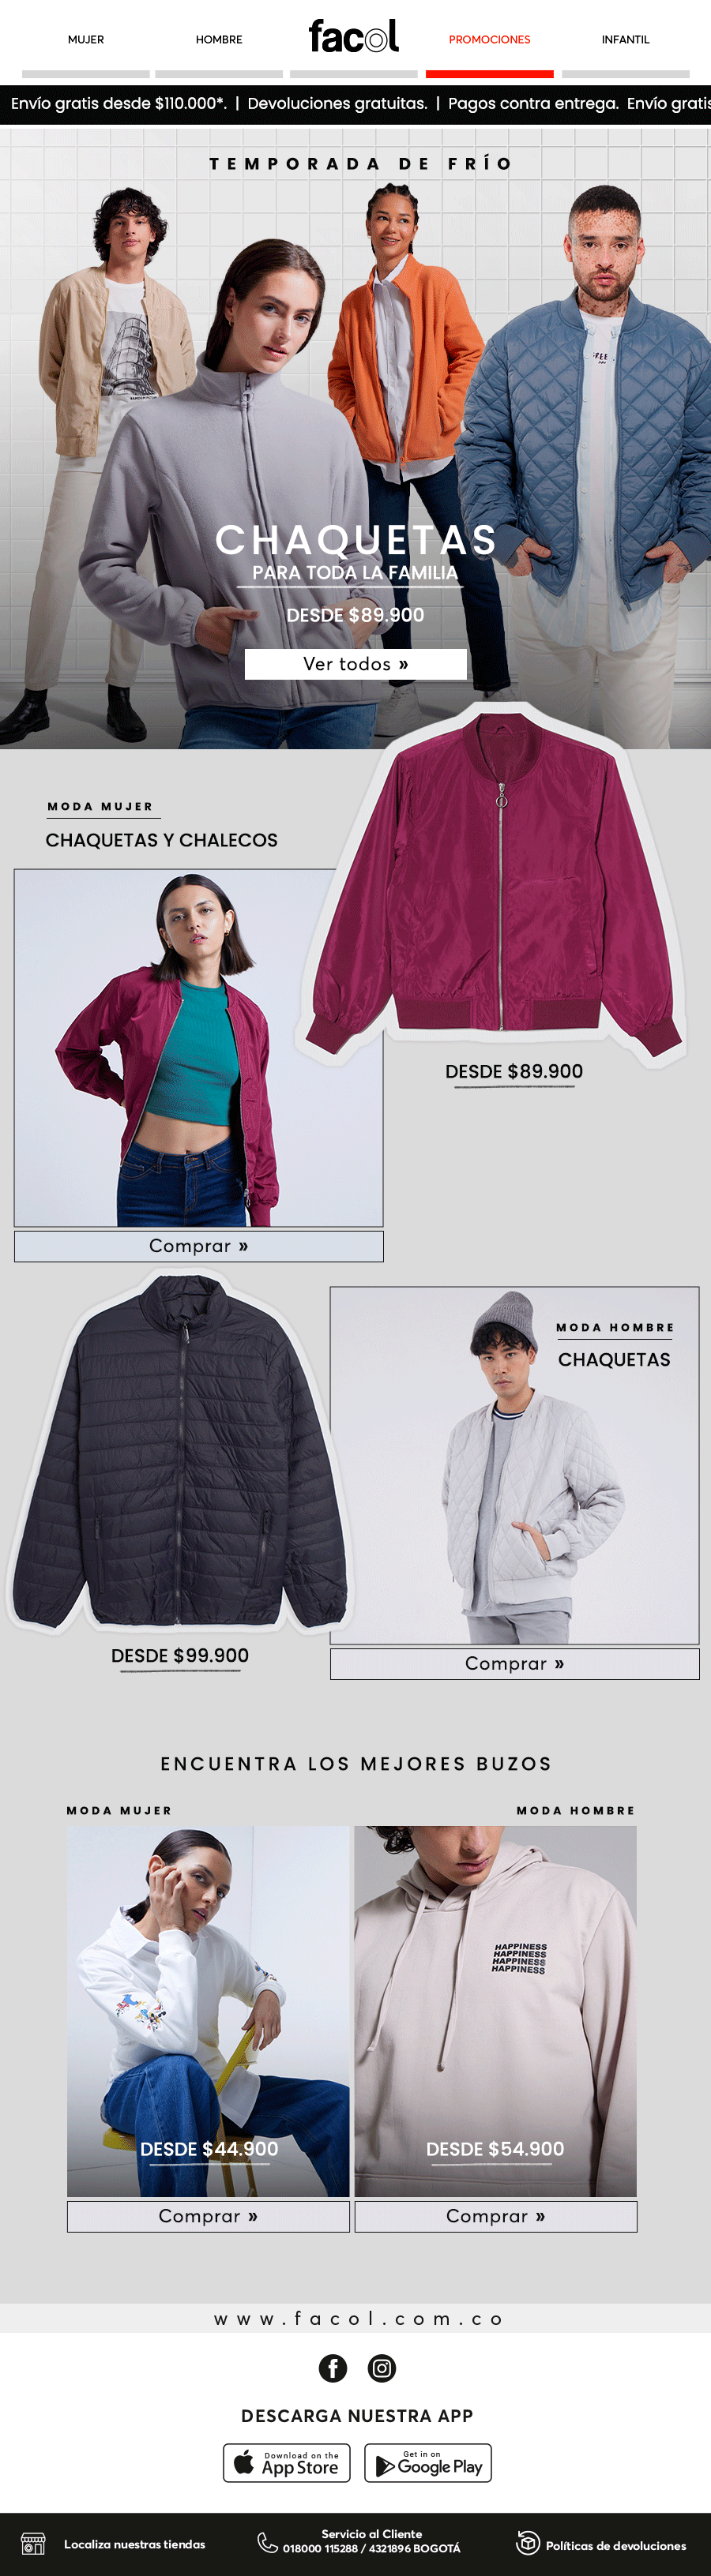 MUJER
HOMBRE
facol
PROMOCIONES
INFANTIL
Envío gratis desde $110.000*. | Devoluciones gratuitas. | Pagos contra entrega. Envío gratis
TEMPORADA DE FRÍO
CHAQUETAS
PARA TODA LA FAMILIA
DESDE $89.900
Ver todos »
MODA MUJER
CHAQUETAS Y CHALECOS
DESDE $89.900
Comprar »
MODA HOMBRE
CHAQUETAS
DESDE $99.900
Comprar »
ENCUENTRA LOS MEJORES BUZOS
MODA MUJER
MODA HOMBRE
HAPPINESS
HAPPINESS
HAPPINESS
HAPPINESS
DESDE $44.900
DESDE $54.900
Comprar »
Comprar »
www.facol.com.co
DESCARGA NUESTRA APP
Download on the
App Store
Get in on
Google Play
Localiza nuestras tiendas
Servicio al Cliente
018000 115288 / 4321896 BOGOTÁ
Políticas de devoluciones